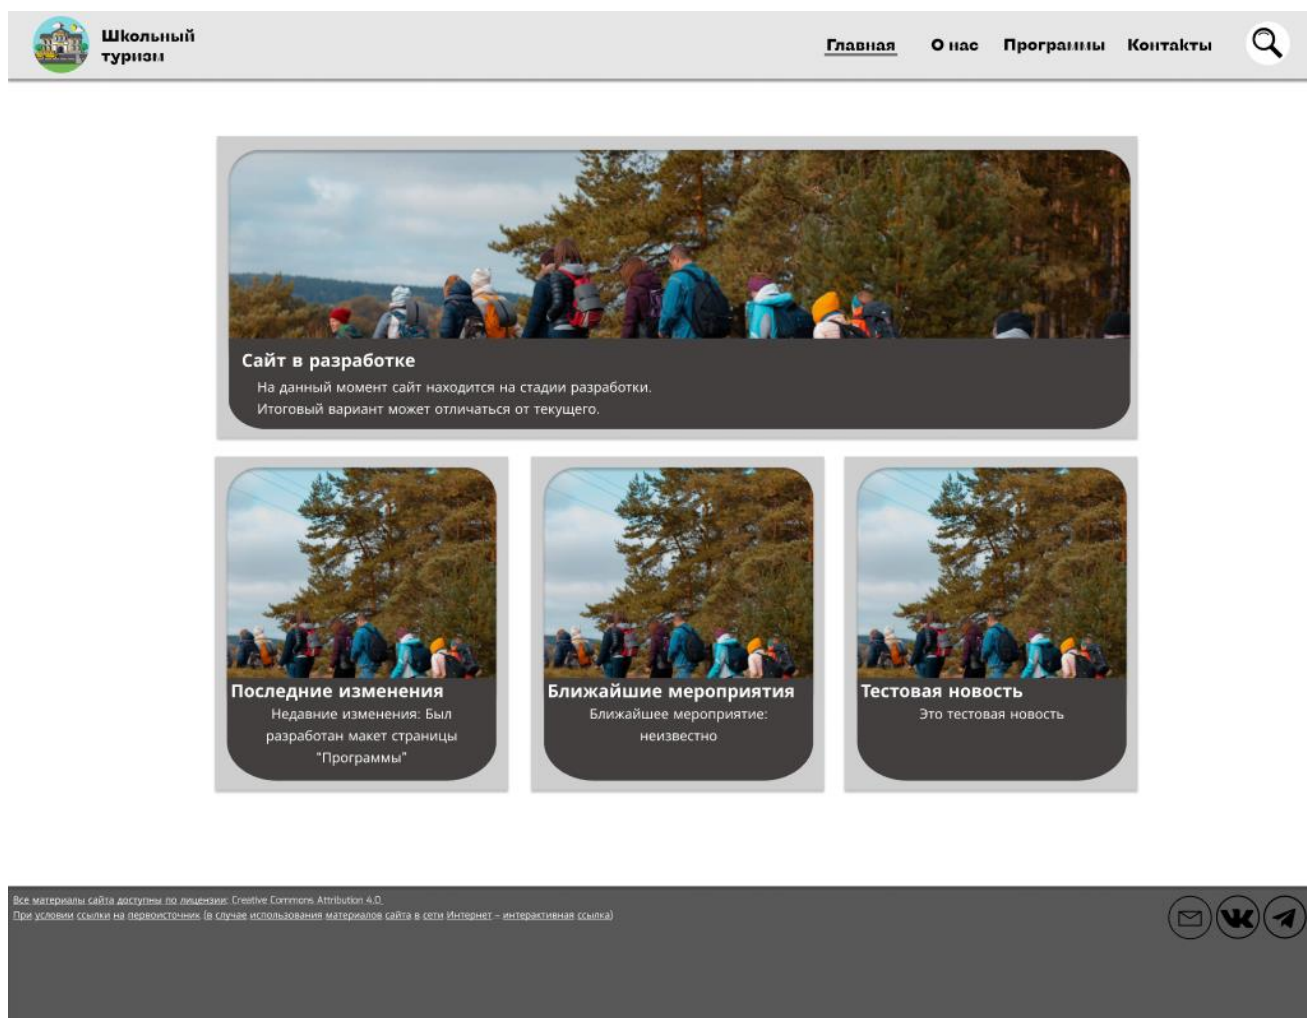 Школьный
туризм
Главная О нас Программы Контакты
Сайт в разработке
На данный момент сайт находится на стадии разработки.
Итоговый вариант может отличаться от текущего.
Последние изменения
Недавние изменения: Был
разработан макет страницы
"Программы"
Ближайшие мероприятия
Ближайшее мероприятие:
неизвестно
Тестовая новость
Это тестовая новость
Все материалы сайта доступны по лицензии: Creative Commons Attribution 4.0
При условии ссылки на первоисточник (в случае использования материалов сайта в сети Интернет – интерактивная ссылка)